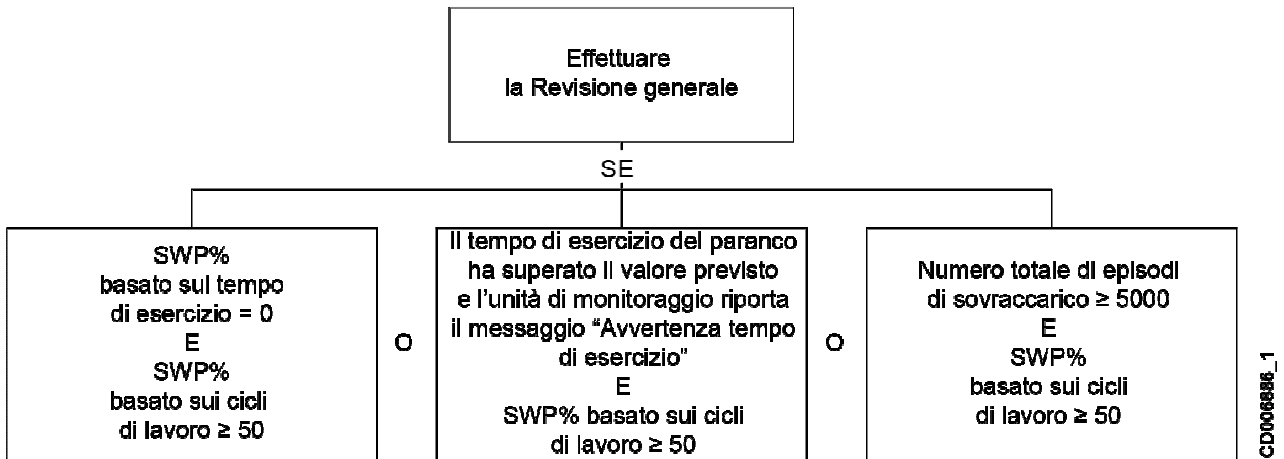 Effettuare
la Revisione generale
SE
SWP%
basato sul tempo
di esercizio = 0
E
SWP%
basato sui cicli
di lavoro ≥ 50
O
Il tempo di esercizio del paranco
ha superato il valore previsto
e l'unità di monitoraggio riporta
il messaggio “Avvertenza tempo
di esercizio”
E
SWP% basato sui cicli
di lavoro ≥ 50
O
Numero totale di episodi
di sovraccarico ≥ 5000
E
SWP%
basato sui cicli
di lavoro ≥ 50
CD006886_1